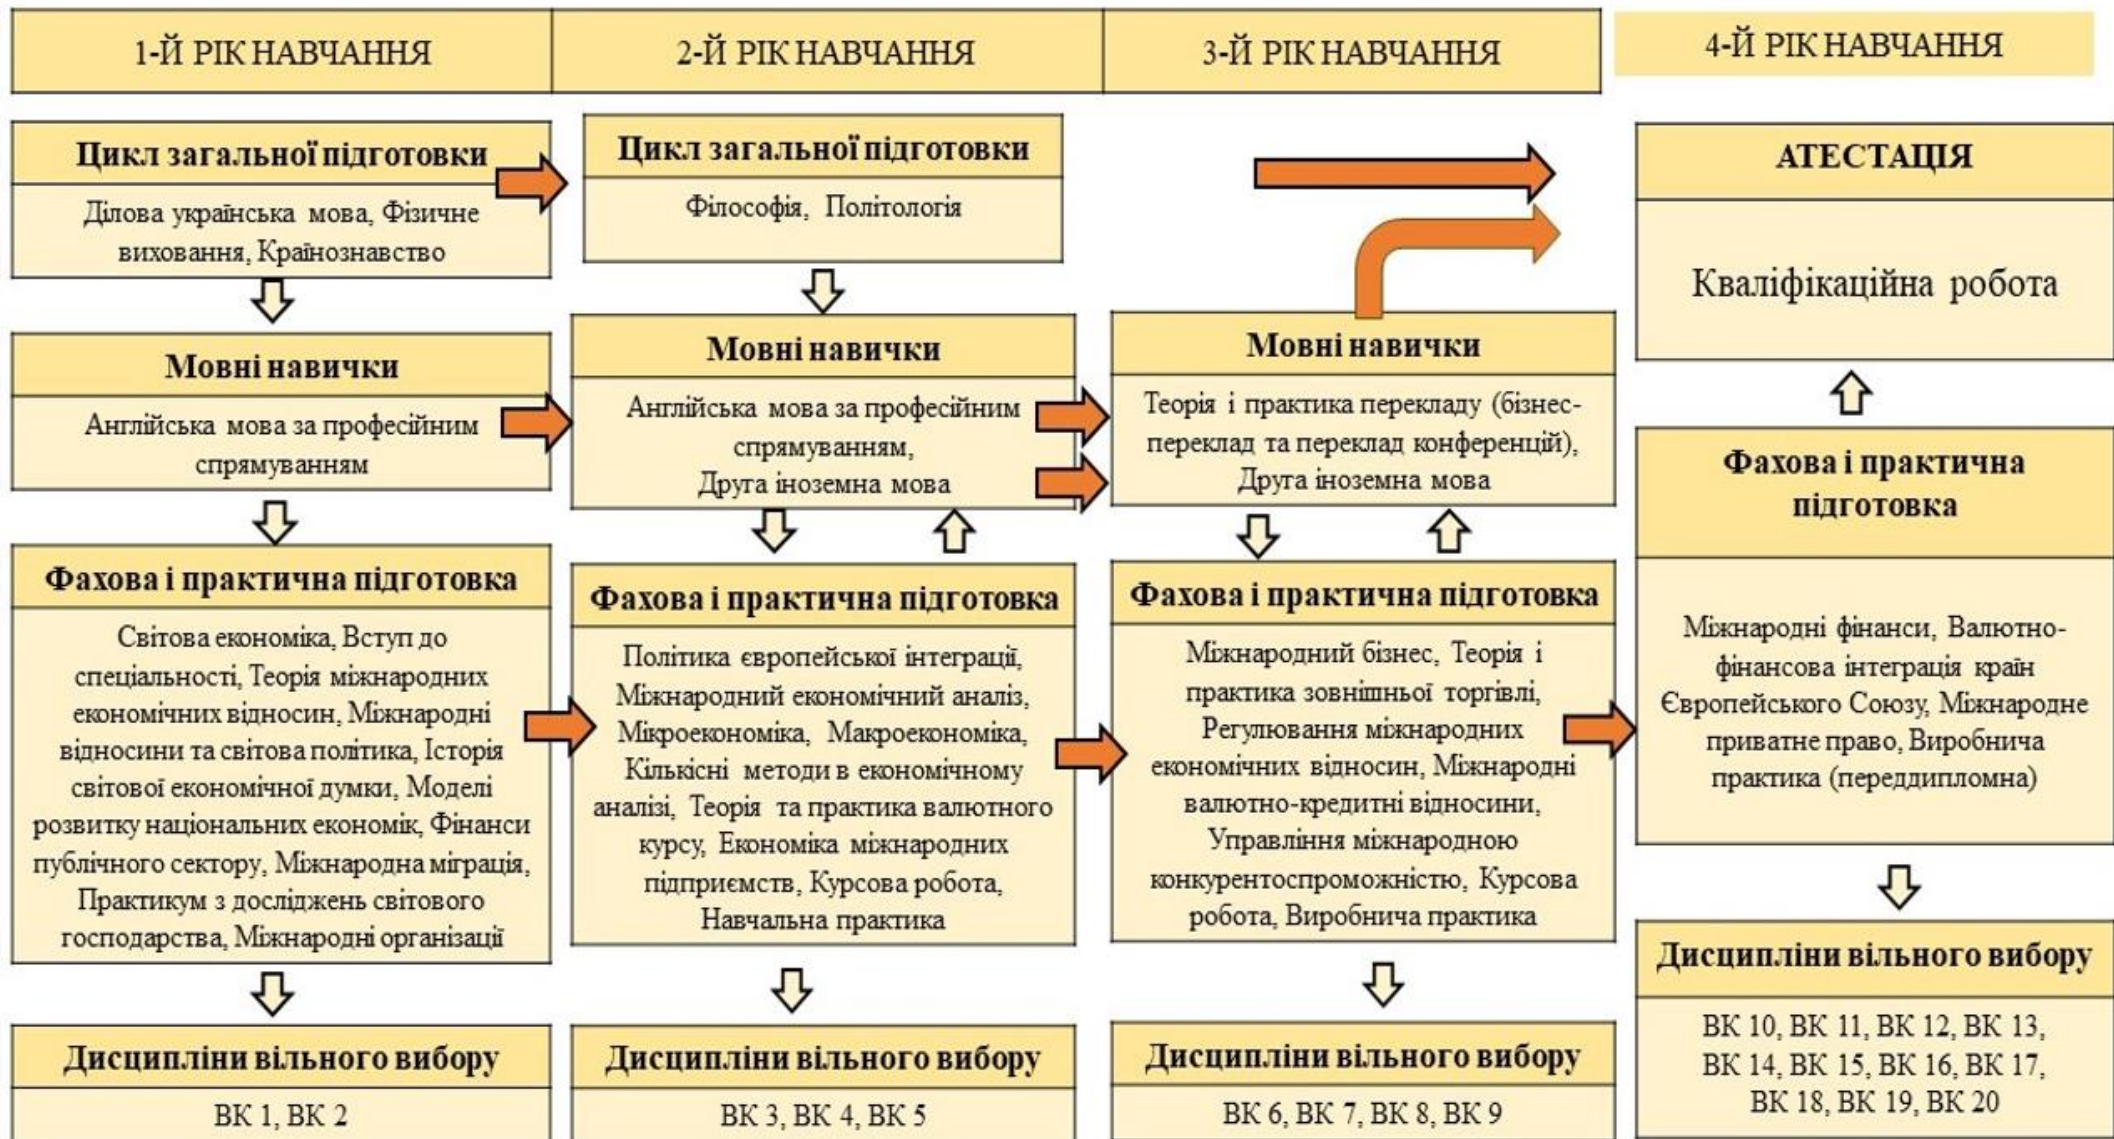 1-Й РІК НАВЧАННЯ
2-Й РІК НАВЧАННЯ
3-Й РІК НАВЧАННЯ
4-Й РІК НАВЧАННЯ
Цикл загальної підготовки
Ділова українська мова, Фізичне
виховання, Країнознавство
Мовні навички
Англійська мова за професійним
спрямуванням
Фахова і практична підготовка
Світова економіка, Вступ до
спеціальності, Теорія міжнародних
економічних відносин, Міжнародні
відносини та світова політика, Історія
світової економічної думки, Моделі
розвитку національних економік, Фінанси
публічного сектору, Міжнародна міграція,
Практикум з досліджень світового
господарства, Міжнародні організації
Дисципліни вільного вибору
ВК 1, ВК 2
Цикл загальної підготовки
Філософія, Політологія
Мовні навички
Англійська мова за професійним
спрямуванням,
Друга іноземна мова
Фахова і практична підготовка
Політика європейської інтеграції,
Міжнародний економічний аналіз,
Мікроекономіка, Макроекономіка,
Кількісні методи в економічному
аналізі, Теорія та практика валютного
курсу, Економіка міжнародних
підприємств, Курсова робота,
Навчальна практика
Дисципліни вільного вибору
ВК 3, ВК 4, ВК 5
Мовні навички
Теорія і практика перекладу (бізнес-
переклад та переклад конференцій),
Друга іноземна мова
Фахова і практична підготовка
Міжнародний бізнес, Теорія і
практика зовнішньої торгівлі,
Регулювання міжнародних
економічних відносин, Міжнародні
валютно-кредитні відносини,
Управління міжнародною
конкурентоспроможністю, Курсова
робота, Виробнича практика
Дисципліни вільного вибору
ВК 6, ВК 7, ВК 8, ВК 9
АТЕСТАЦІЯ
Кваліфікаційна робота
Фахова і практична
підготовка
Міжнародні фінанси, Валютно-
фінансова інтеграція країн
Європейського Союзу, Міжнародне
приватне право, Виробнича
практика (переддипломна)
Дисципліни вільного вибору
ВК 10, ВК 11, ВК 12, ВК 13,
ВК 14, ВК 15, ВК 16, ВК 17,
ВК 18, ВК 19, ВК 20